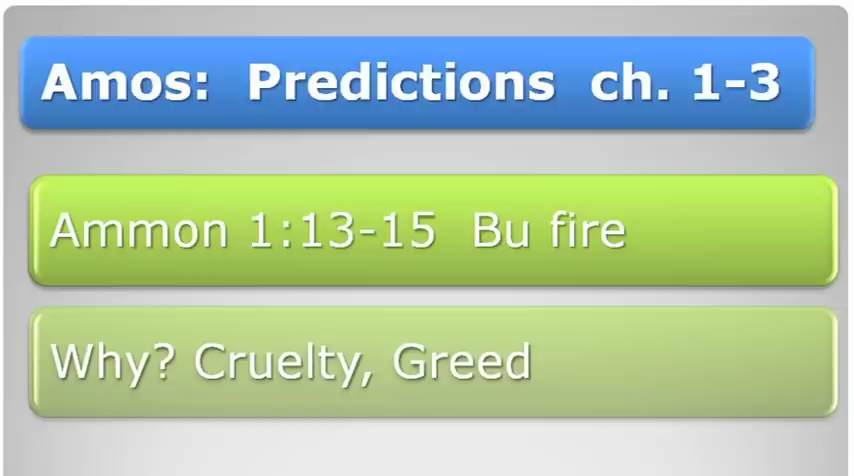 Amos:  Predictions  ch. 1-3
Ammon 1:13-15  Bu fire
Why? Cruelty, Greed